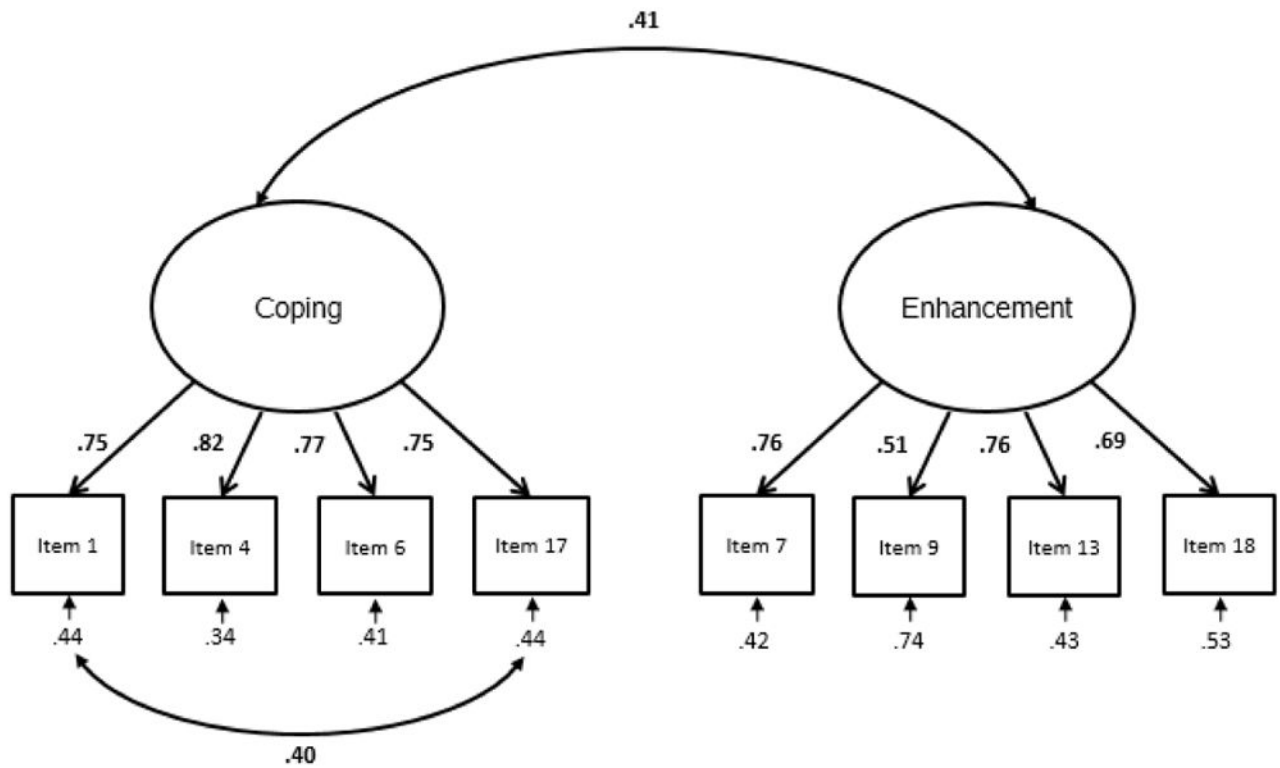 .41
Coping
Enhancement
.75 .82 .77 .75 .76 .51 .76 .69
Item 1 Item 4 Item 6 Item 17 Item 7 Item 9 Item 13 Item 18
.44 .34 .41 .44 .42 .74 .43 .53
.40